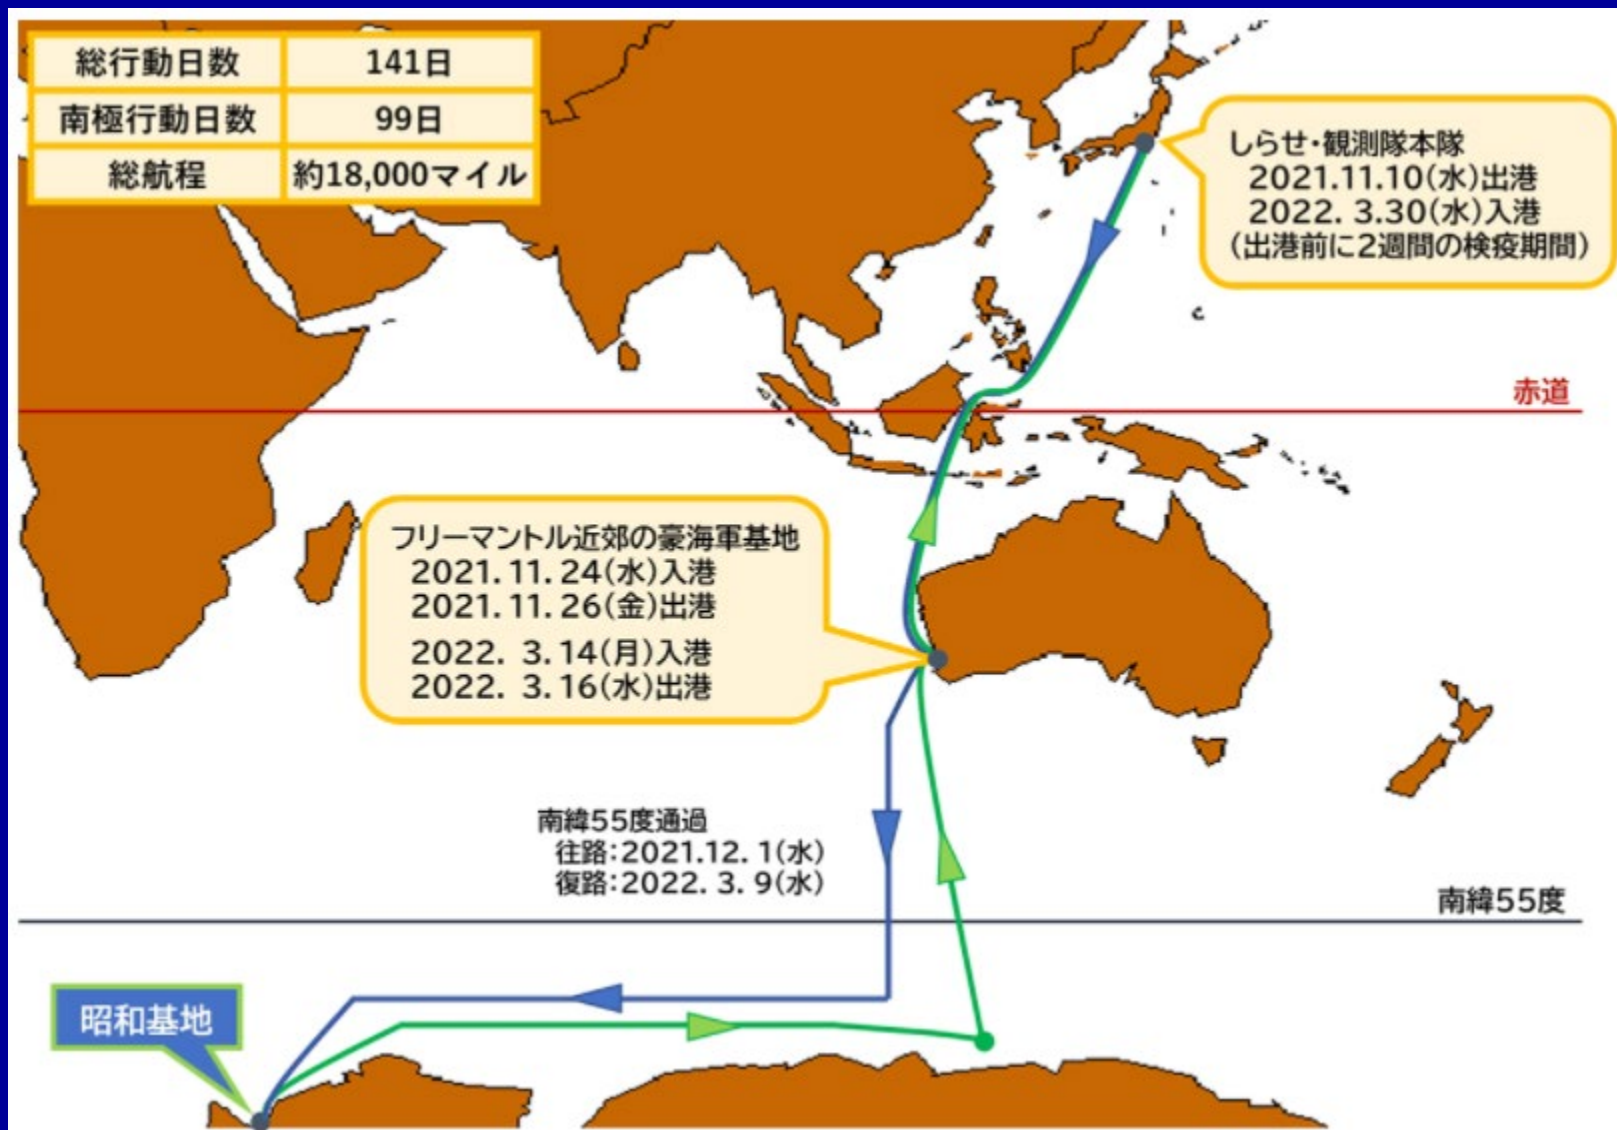 総行動日数 141日
南極行動日数 99日
総航程 約18,000マイル
しらせ・観測隊本隊
2021.11.10(水)出港
2022. 3.30(水)入港
(出港前に2週間の検疫期間)
赤道
フリーマントル近郊の豪海軍基地
2021.11.24(水)入港
2021.11.26(金)出港
2022. 3.14(月)入港
2022. 3.16(水)出港
南緯55度通過
往路:2021.12. 1(水)
復路:2022. 3. 9(水)
南緯55度
昭和基地